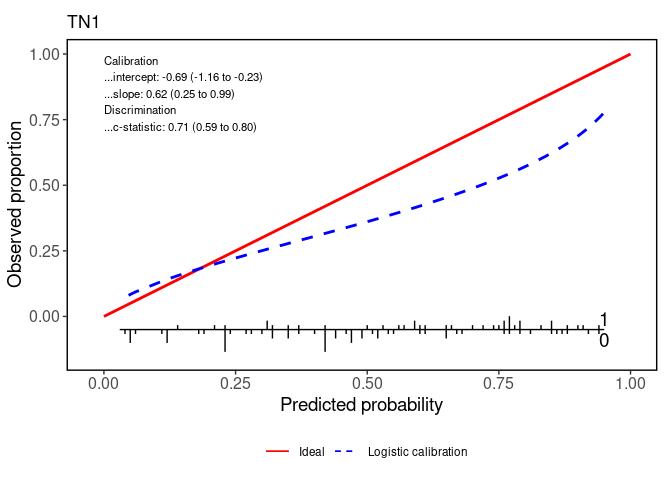 TN1
Calibration
...intercept: -0.69 (-1.16 to -0.23)
...slope: 0.62 (0.25 to 0.99)
Discrimination
...c-statistic: 0.71 (0.59 to 0.80)
Observed proportion
1.00
0.75
0.50
0.25
0.00
1
0
0.00 0.25 0.50 0.75 1.00
Predicted probability
Ideal Logistic calibration